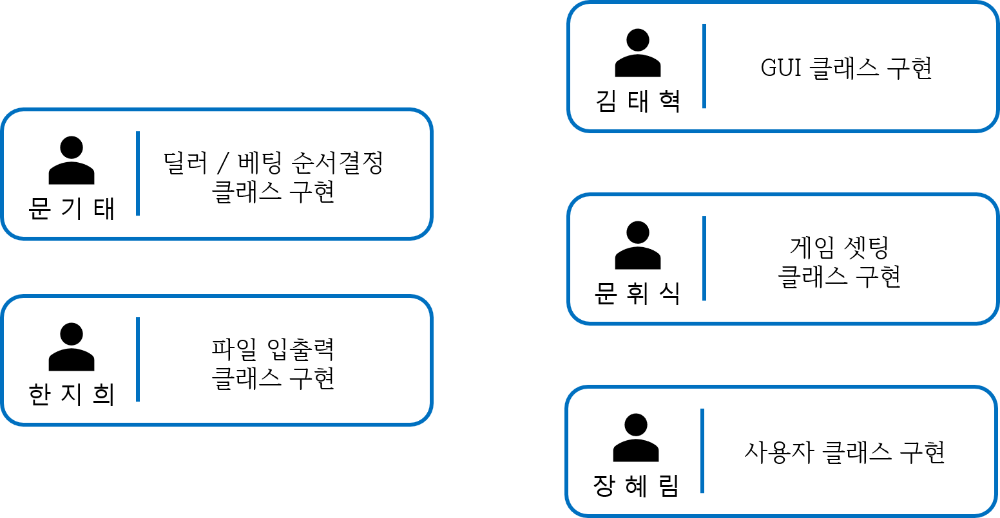 문 기 태
딜러 / 베팅 순서결정
클래스 구현
한 지 희
파일 입출력
클래스 구현
김 태 혁
GUI 클래스 구현
문 휘 식
게임 셋팅
클래스 구현
장 혜 림
사용자 클래스 구현